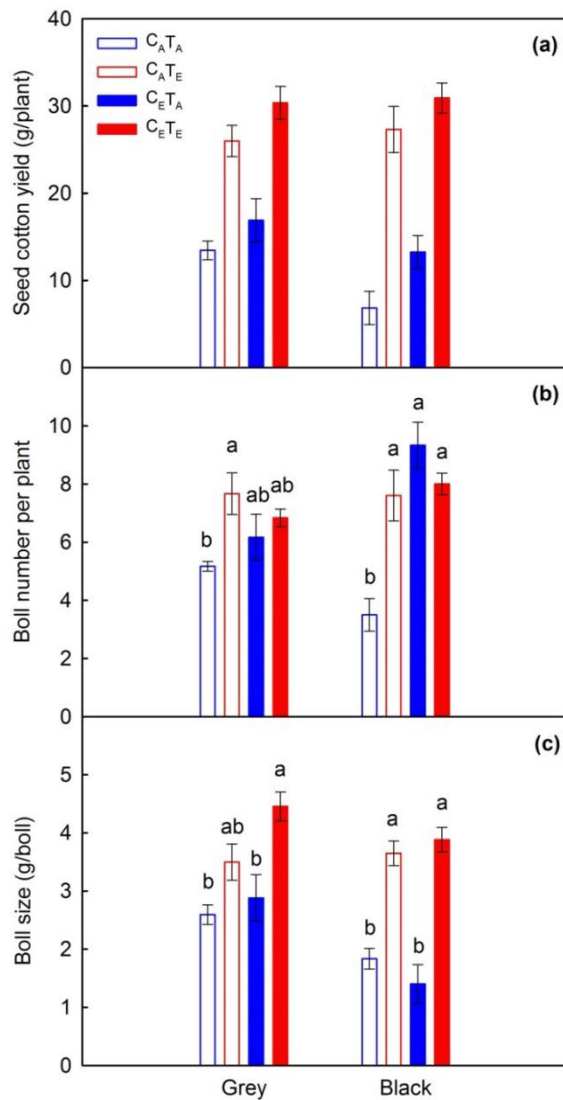 40
30
20
10
0
Seed cotton yield (g/plant)
C_AT_A
C_AT_E
C_ET_A
C_ET_E
(a)
10
8
6
4
2
0
Boll number per plant
(b)
b
a
ab
ab
b
a
a
a
5
4
3
2
1
0
Boll size (g/boll)
(c)
b
ab
b
a
b
a
b
a
Grey
Black